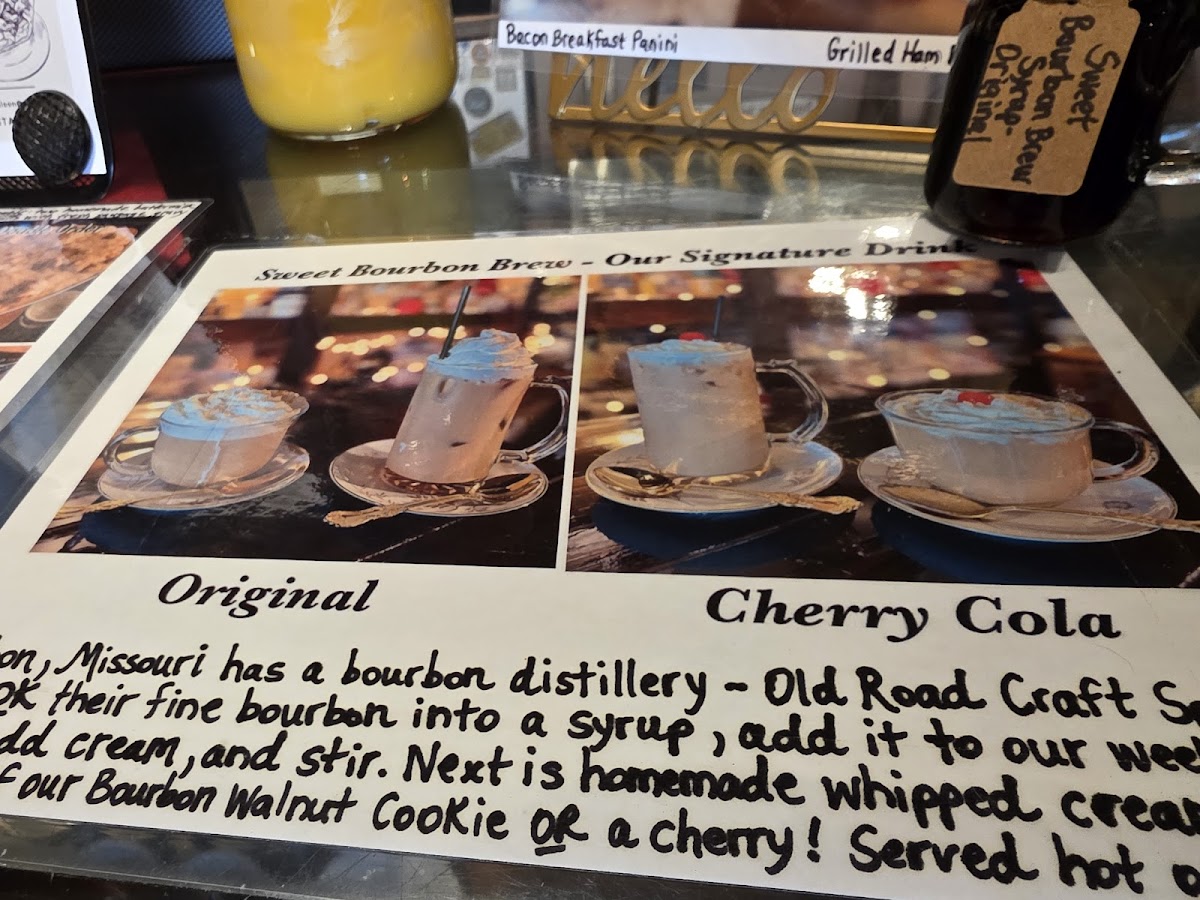 Bacon Breakfast Panini
Grilled Ham
Hello
Sweet
Bourbon Brew
Syrup-
Original
Sweet Bourbon Brew - Our Signature Drink
Original
Cherry Cola
on, Missouri has a bourbon distillery ~ Old Road Craft
their fine bourbon into a syrup, add it to our
cream, and stir. Next is homemade whipped
our Bourbon Walnut Cookie OR a cherry! Served hot